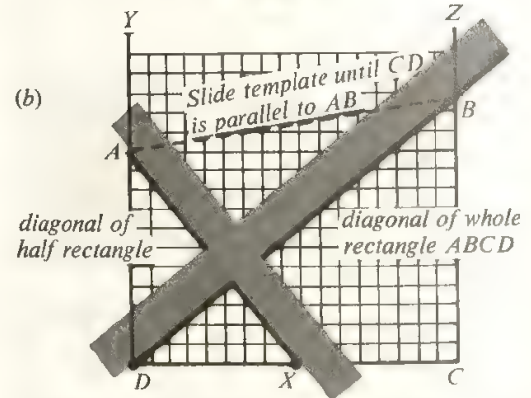 Y
Z
(b)
Slide template until CD
is parallel to AB
A
B
diagonal of
half rectangle
diagonal of whole
rectangle ABCD
D
X
C